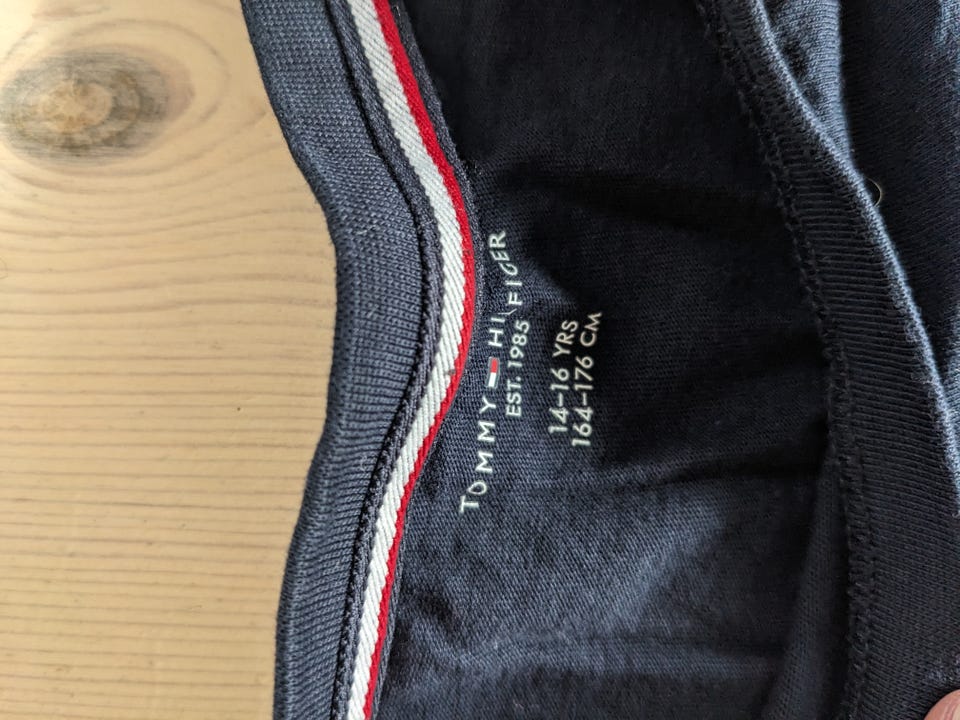 TOMMY HILFIGER
EST. 1985
14–16 YRS
164–176 CM